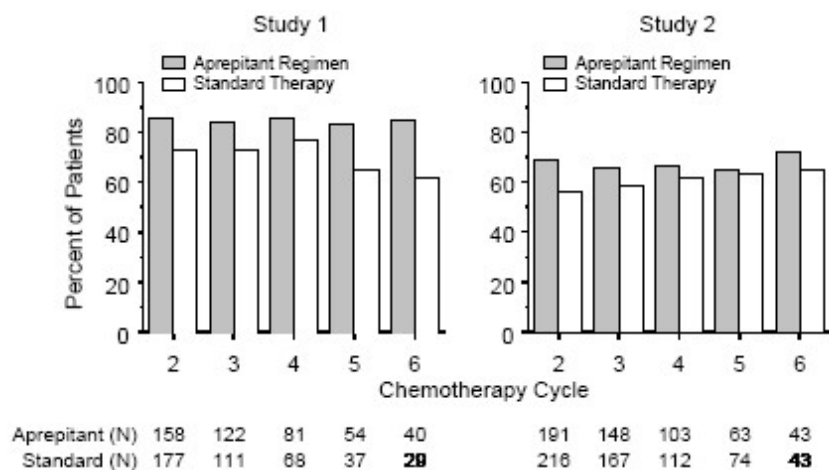 Study 1
Aprepitant Regimen
Standard Therapy
100
80
60
40
20
0
Percent of Patients
2 3 4 5 6
Study 2
Aprepitant Regimen
Standard Therapy
100
80
60
40
20
0
2 3 4 5 6
Chemotherapy Cycle
Aprepitant (N) 158 122 81 54 40 191 148 103 63 43
Standard (N) 177 111 68 37 216 167 112 74 43